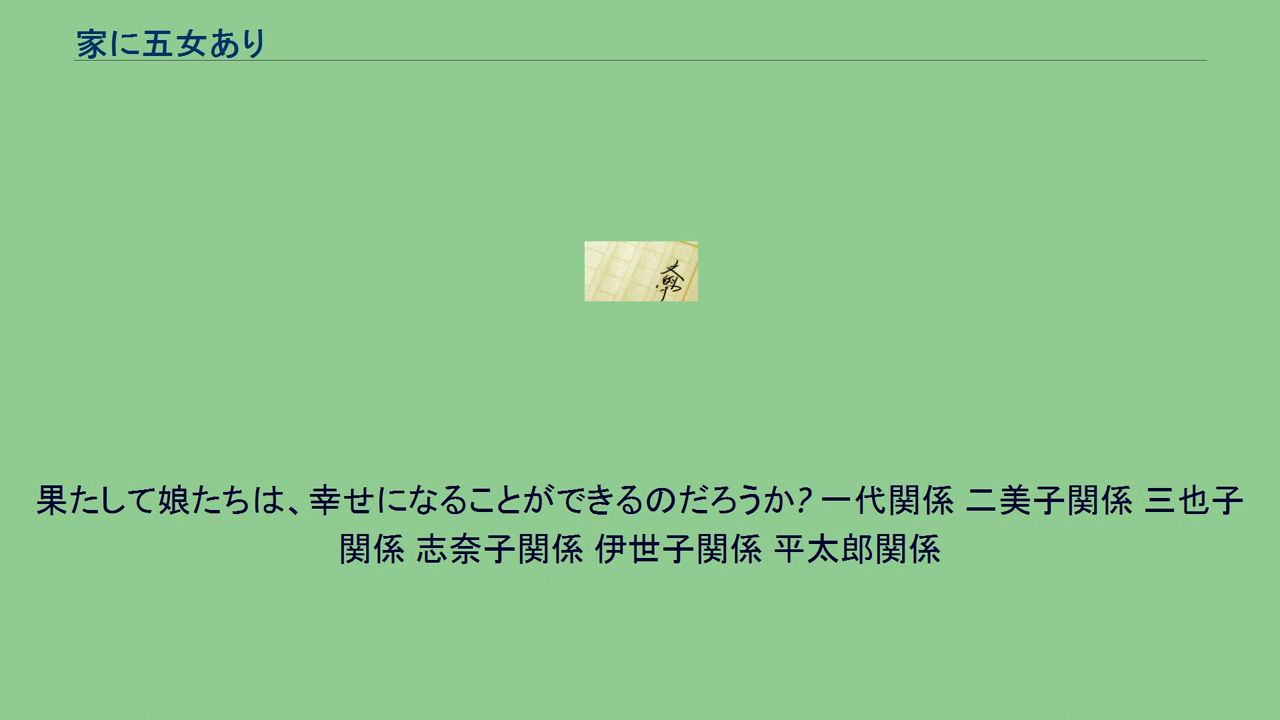 家に五女あり
果たして娘たちは、幸せになることができるのだろうか? 一代関係 二美子関係 三也子
関係 志奈子関係 伊世子関係 平太郎関係